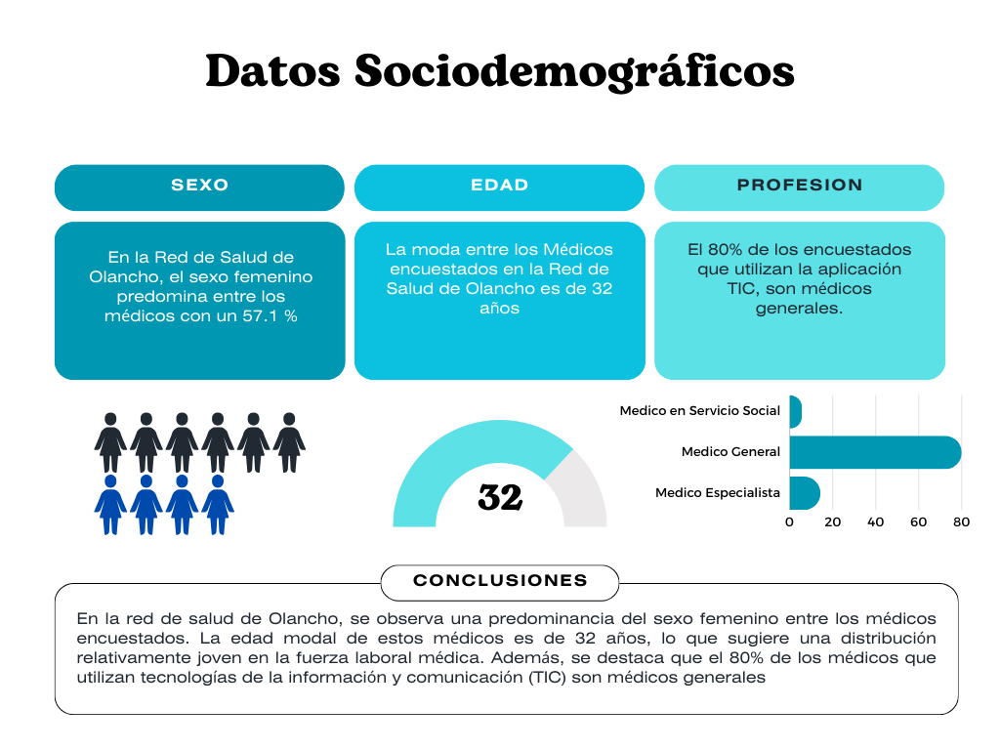 Datos Sociodemográficos
SEXO
En la Red de Salud de
Olancho, el sexo femenino
predomina entre los
médicos con un 57.1 %
EDAD
La moda entre los Médicos
encuestados en la Red de
Salud de Olancho es de 32
años
PROFESION
El 80% de los encuestados
que utilizan la aplicación
TIC, son médicos
generales.
32
Medico en Servicio Social
Medico General
Medico Especialista
0 20 40 60 80
CONCLUSIONES
En la red de salud de Olancho, se observa una predominancia del sexo femenino entre los médicos
encuestados. La edad modal de estos médicos es de 32 años, lo que sugiere una distribución
relativamente joven en la fuerza laboral médica. Además, se destaca que el 80% de los médicos que
utilizan tecnologías de la información y comunicación (TIC) son médicos generales